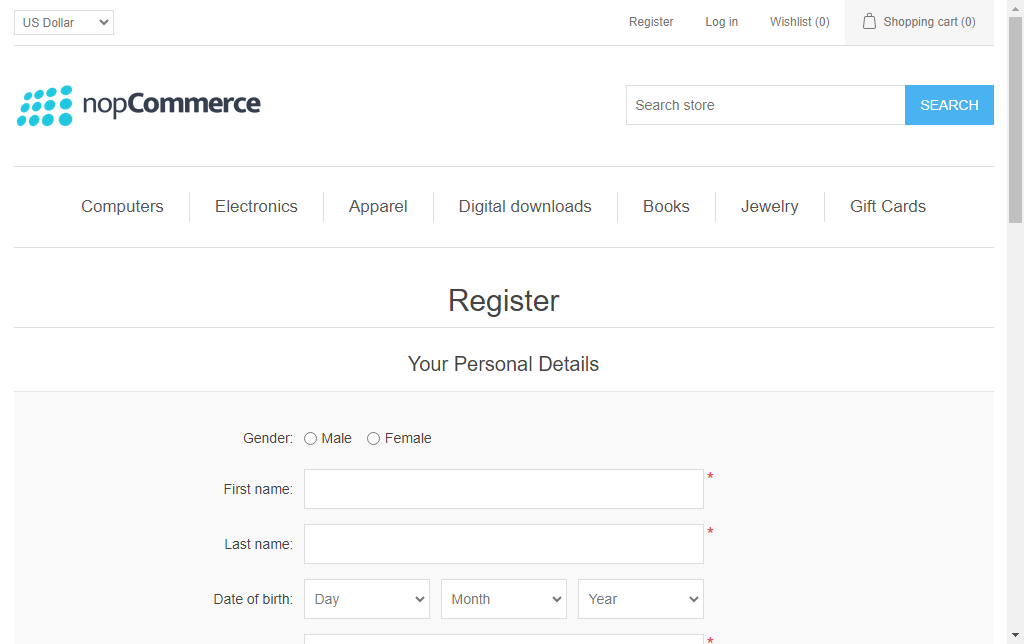 US Dollar Register Log in Wishlist (0) Shopping cart (0)
nopCommerce Search store SEARCH
Computers Electronics Apparel Digital downloads Books Jewelry Gift Cards
Register
Your Personal Details
Gender: Male Female
First name: *
Last name: *
Date of birth: Day Month Year
*